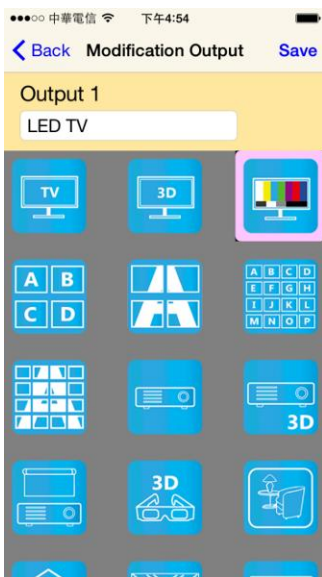 中華電信 下午4:54
Back Modification Output Save
Output 1
LED TV
TV 3D
A B A B C D
E F G H
C D I J K L
M N O P
3D
3D